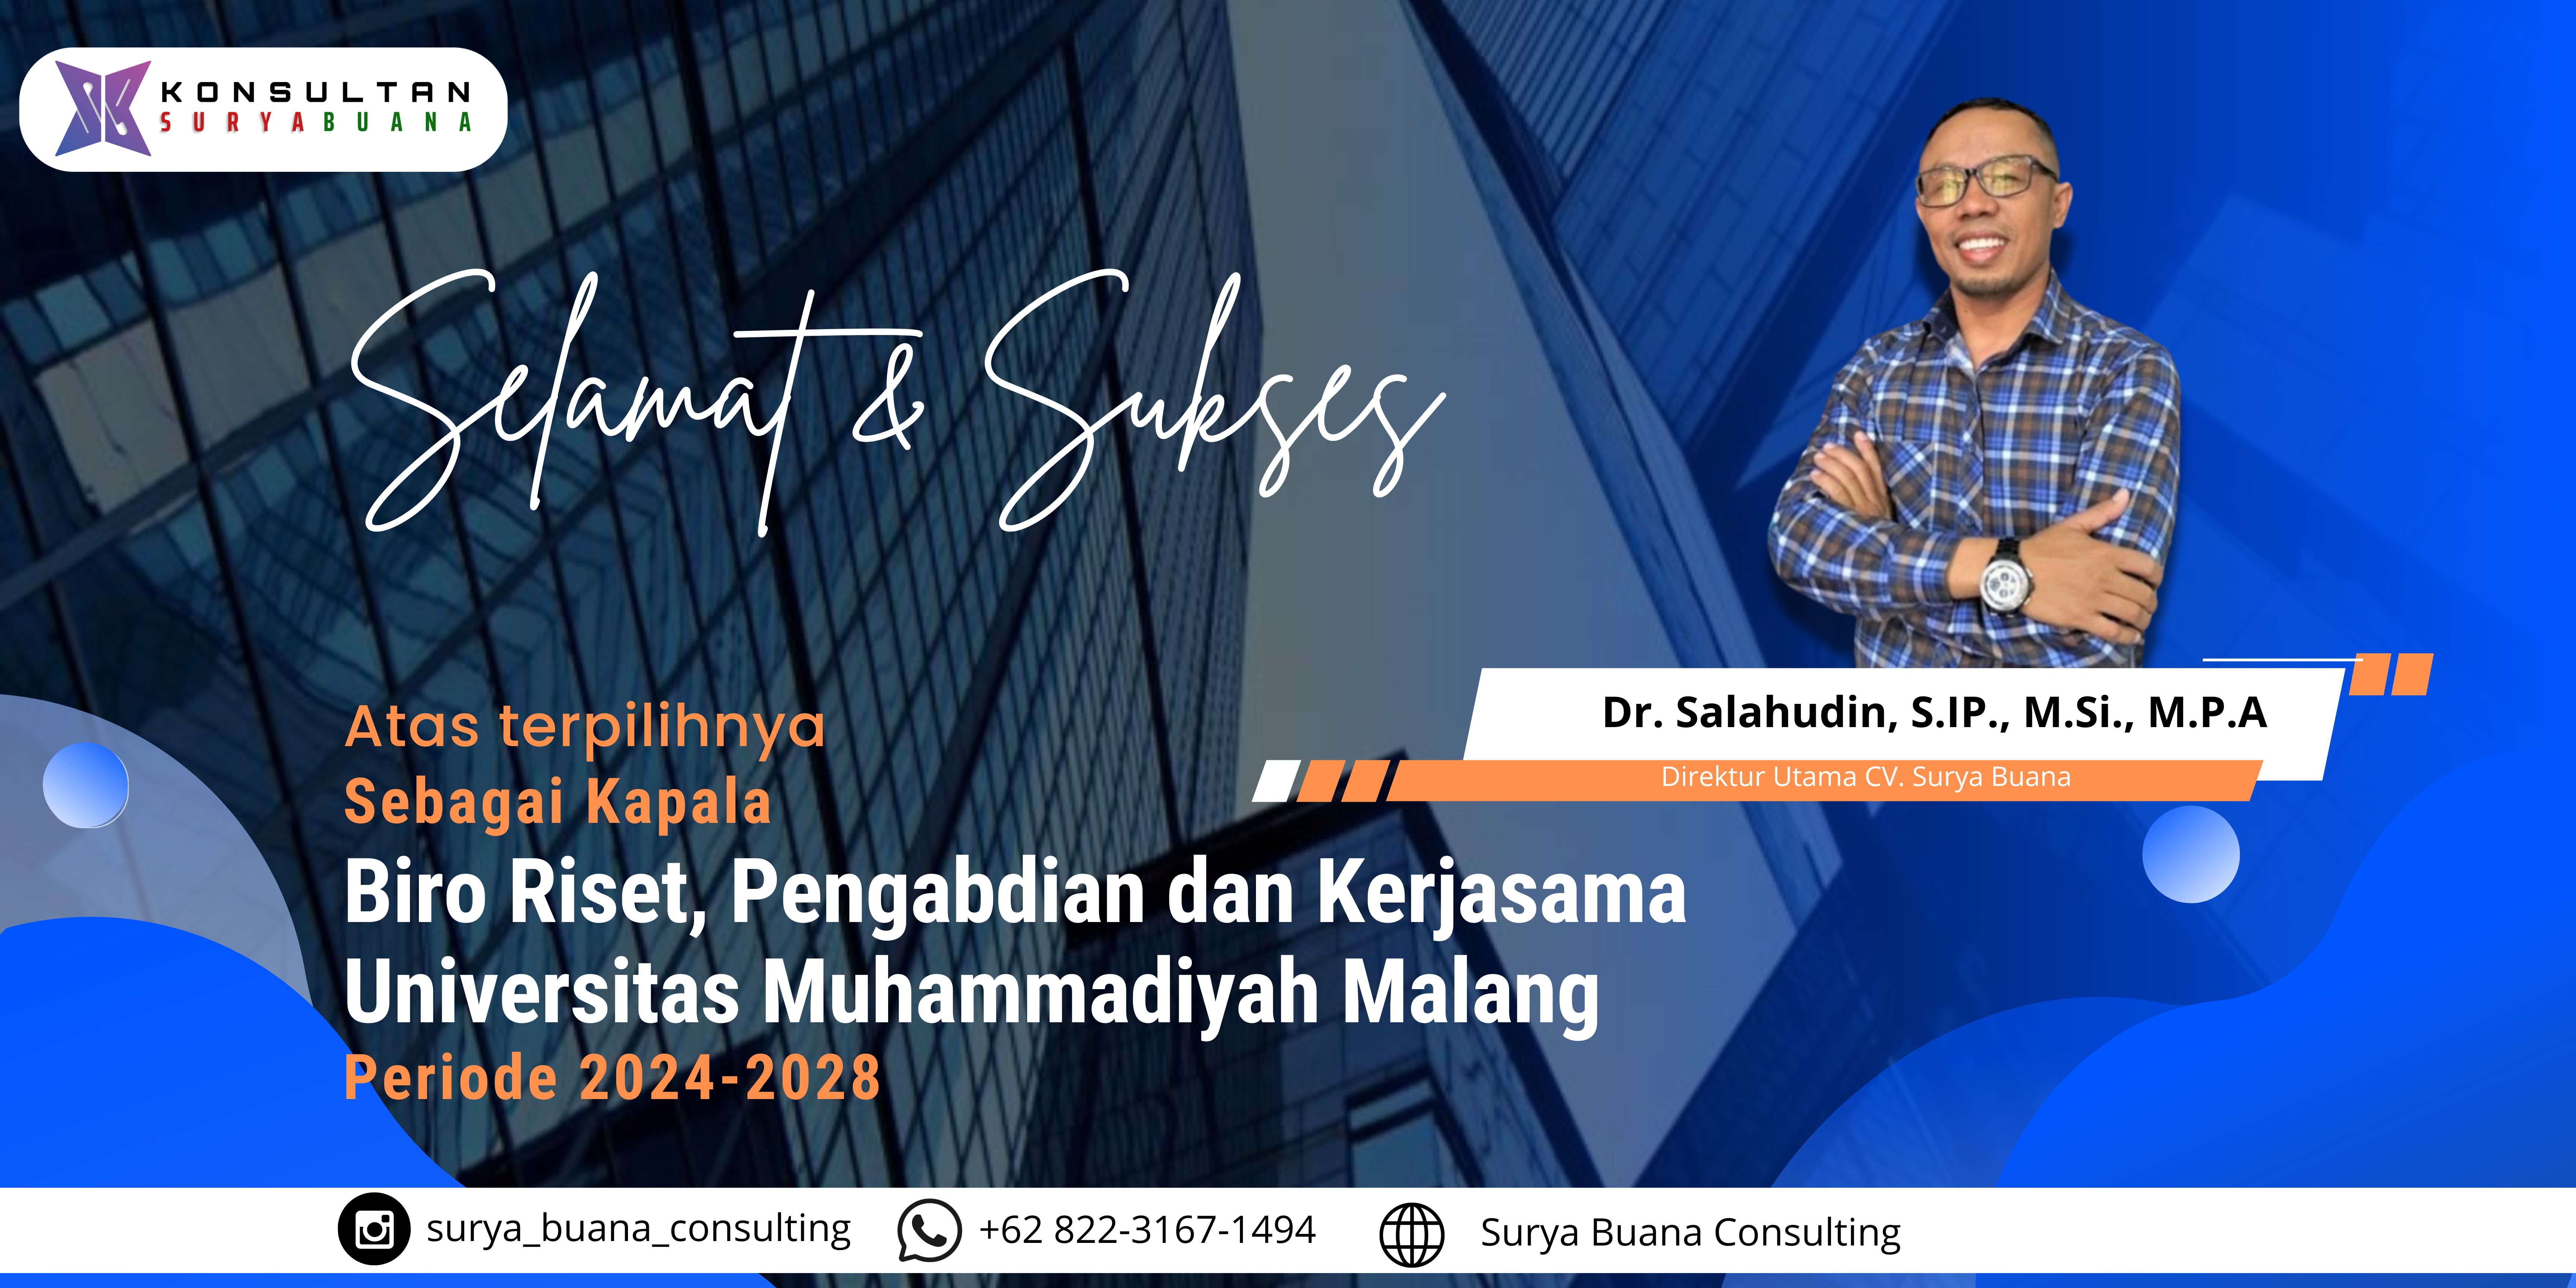 KONSULTAN
SURYABUANA
Selamat & Sukses
Dr. Salahudin, S.IP., M.Si., M.P.A
Direktur Utama CV. Surya Buana
Atas terpilihnya
Sebagai Kapala
Biro Riset, Pengabdian dan Kerjasama
Universitas Muhammadiyah Malang
Periode 2024-2028
surya_buana_consulting
+62 822-3167-1494
Surya Buana Consulting